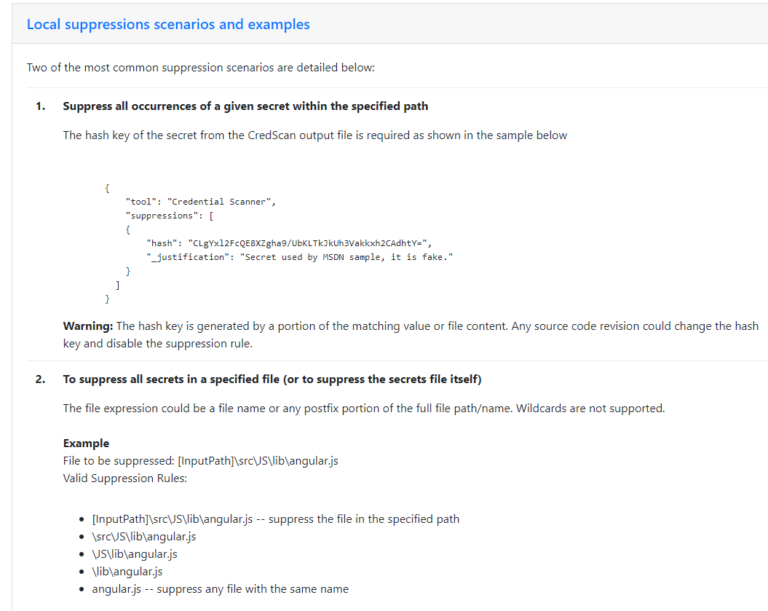 Local suppressions scenarios and examples
Two of the most common suppression scenarios are detailed below:
1. Suppress all occurrences of a given secret within the specified path
The hash key of the secret from the CredScan output file is required as shown in the sample below
{
"tool": "Credential Scanner",
"suppressions": [
{
"hash": "CLgYxl2FcQE8XZgha9/UbKLTkJkUh3Vakkxh2CAdhtY=",
"_justification": "Secret used by MSDN sample, it is fake."
}
]
}
Warning: The hash key is generated by a portion of the matching value or file content. Any source code revision could change the hash
key and disable the suppression rule.
2. To suppress all secrets in a specified file (or to suppress the secrets file itself)
The file expression could be a file name or any postfix portion of the full file path/name. Wildcards are not supported.
Example
File to be suppressed: [InputPath]\src\JS\lib\angular.js
Valid Suppression Rules:
• [InputPath]\src\JS\lib\angular.js -- suppress the file in the specified path
• \src\JS\lib\angular.js
• \JS\lib\angular.js
• \lib\angular.js
• angular.js -- suppress any file with the same name